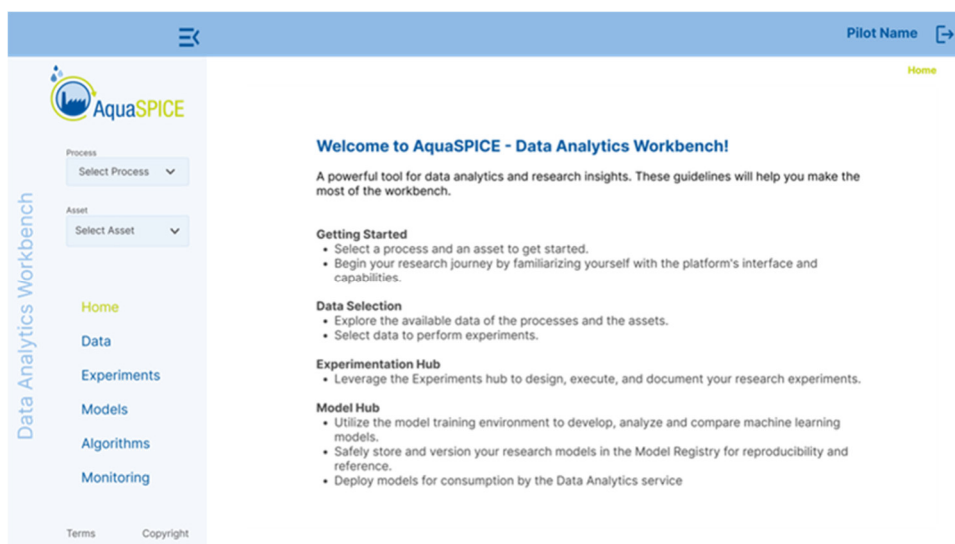 Pilot Name
Home
AquaSPICE
Process
Select Process
Asset
Select Asset
Data Analytics Workbench
Home
Data
Experiments
Models
Algorithms
Monitoring
Terms
Copyright
Welcome to AquaSPICE - Data Analytics Workbench!
A powerful tool for data analytics and research insights. These guidelines will help you make the
most of the workbench.
Getting Started
• Select a process and an asset to get started.
• Begin your research journey by familiarizing yourself with the platform's interface and
capabilities.
Data Selection
• Explore the available data of the processes and the assets.
• Select data to perform experiments.
Experimentation Hub
• Leverage the Experiments hub to design, execute, and document your research experiments.
Model Hub
• Utilize the model training environment to develop, analyze and compare machine learning
models.
• Safely store and version your research models in the Model Registry for reproducibility and
reference.
• Deploy models for consumption by the Data Analytics service